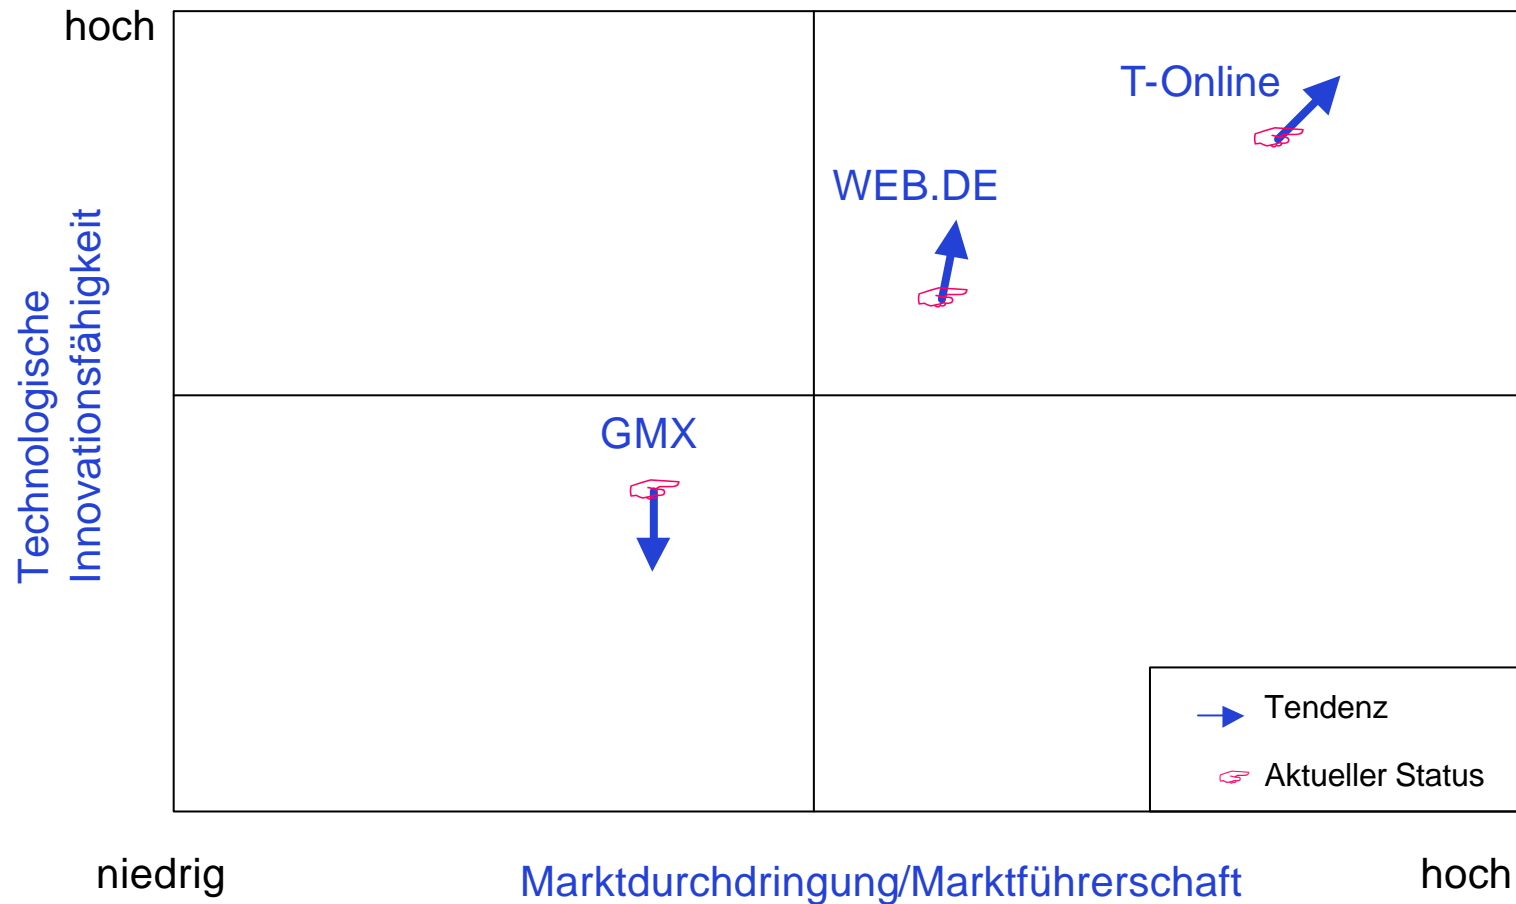 hoch
T-Online
WEB.DE
Technologische
Innovationsfähigkeit
GMX
Tendenz
Aktueller Status
niedrig
Marktdurchdringung/Marktführerschaft
hoch